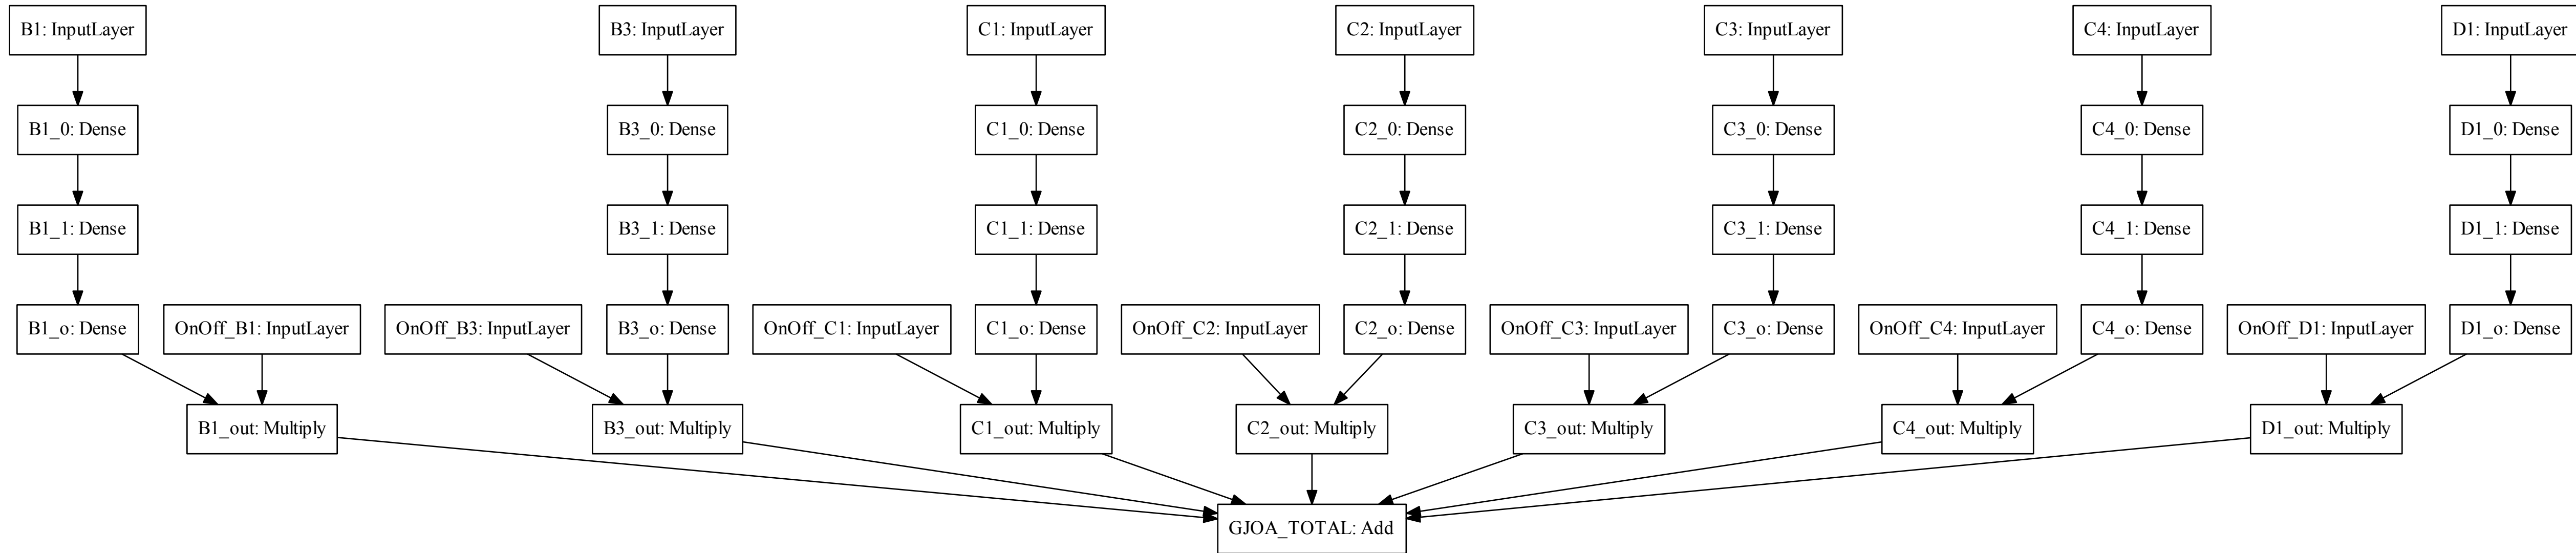 B1: InputLayer
B3: InputLayer
C1: InputLayer
C2: InputLayer
C3: InputLayer
C4: InputLayer
D1: InputLayer
B1_0: Dense
B3_0: Dense
C1_0: Dense
C2_0: Dense
C3_0: Dense
C4_0: Dense
D1_0: Dense
B1_1: Dense
B3_1: Dense
C1_1: Dense
C2_1: Dense
C3_1: Dense
C4_1: Dense
D1_1: Dense
B1_o: Dense
OnOff_B1: InputLayer
OnOff_B3: InputLayer
B3_o: Dense
OnOff_C1: InputLayer
C1_o: Dense
OnOff_C2: InputLayer
C2_o: Dense
OnOff_C3: InputLayer
C3_o: Dense
OnOff_C4: InputLayer
C4_o: Dense
OnOff_D1: InputLayer
D1_o: Dense
B1_out: Multiply
B3_out: Multiply
C1_out: Multiply
C2_out: Multiply
C3_out: Multiply
C4_out: Multiply
D1_out: Multiply
GJOA_TOTAL: Add